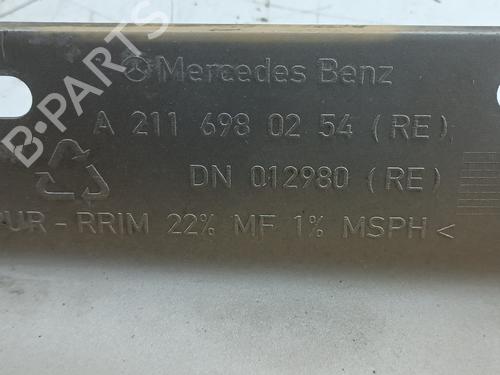 Mercedes Benz
A 211 698 02 54 (RE)
DN 012980 (RE)
PUR - RRIM 22% MF 1% MSPH <
B-PARTS